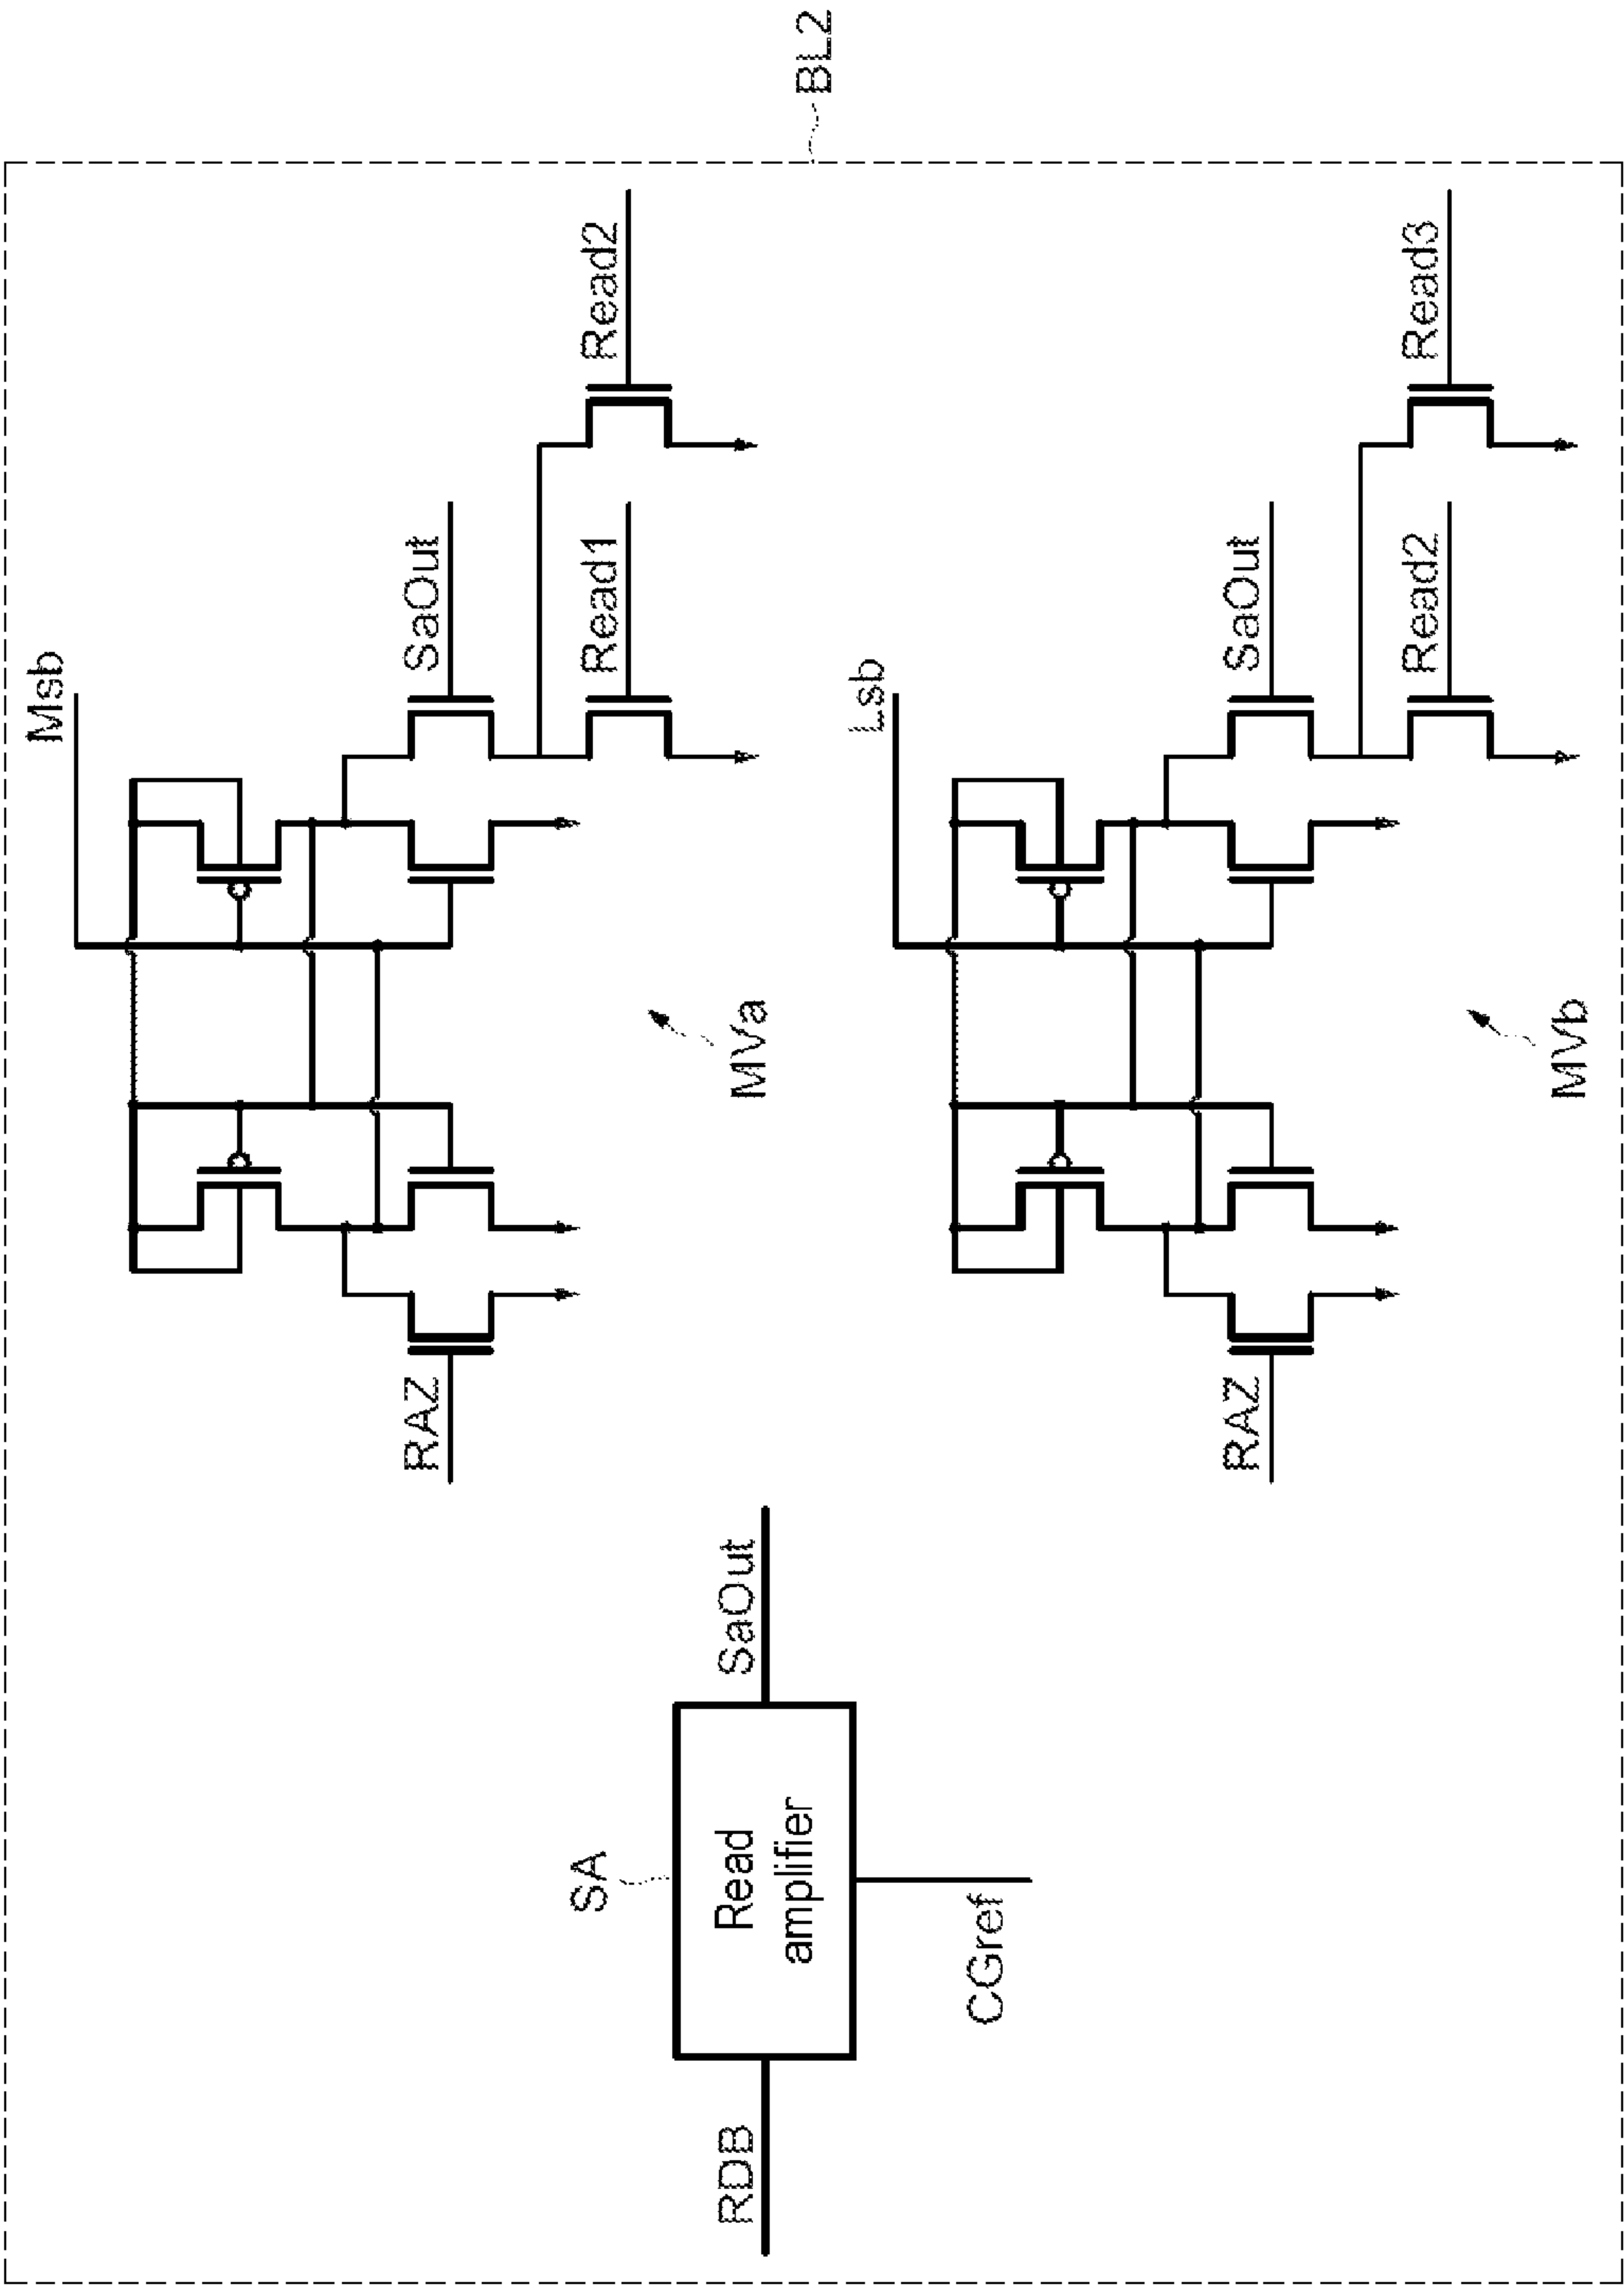 BL2
Msb
SaOut
Read1
Read2
RAZ
MVa
Lsb
SaOut
Read2
Read3
RAZ
MVb
SA
Read
amplifier
SaOut
RDB
CGref